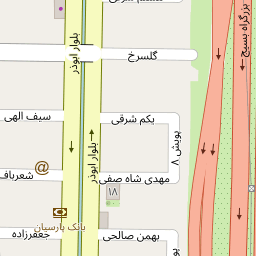 بلوار ابوذر
گلسرخ
بزرگراه بسیج
سیف الهی
یکم شرقی
پویش ۸
بلوار ابوذر
شعرباف
مهدی شاه صفی
۱۸
بانک پارسیان
جعفرزاده
بهمن صالحی